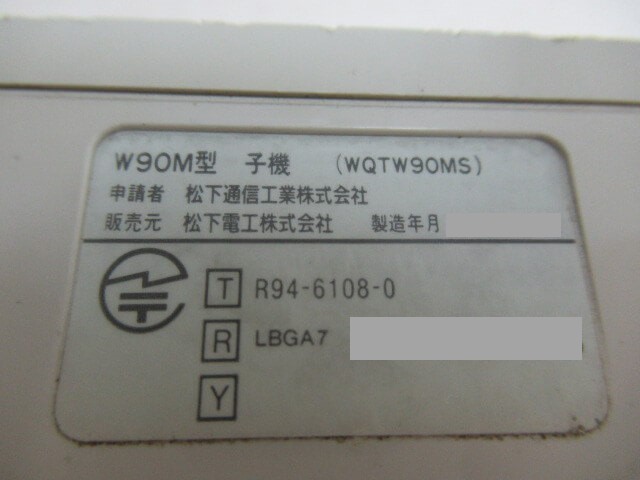 W90M型 子機 (WQTW90MS)
申請者 松下通信工業株式会社
販売元 松下電工株式会社 製造年月
T R94-6108-0
R LBGA7
Y